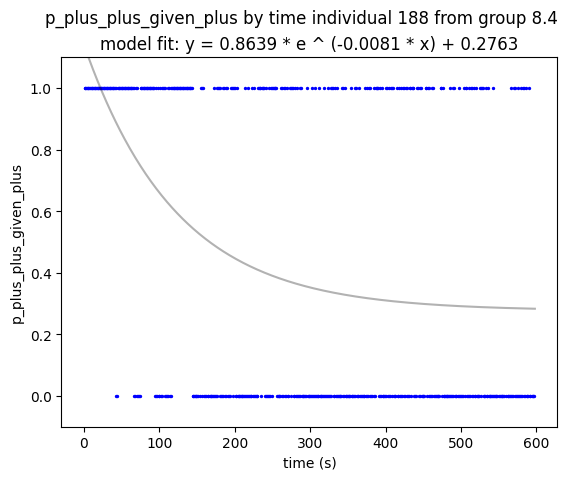 p_plus_plus_given_plus by time individual 188 from group 8.4
model fit: y = 0.8639 * e ^ (-0.0081 * x) + 0.2763
1.0
0.8
0.6
0.4
0.2
0.0
p_plus_plus_given_plus
0 100 200 300 400 500 600
time (s)